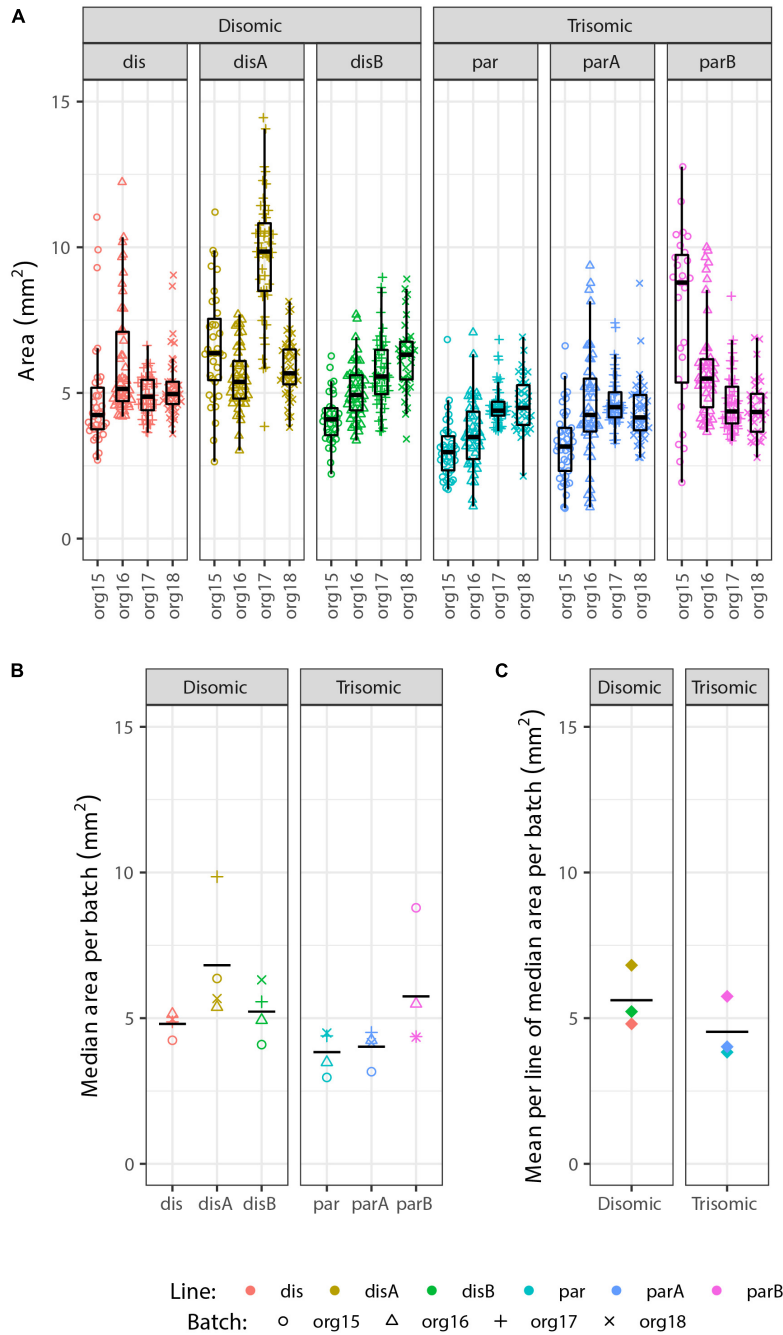 A
Disomic Trisomic
dis disA disB par parA parB
Area (mm²)
15
10
5
0
org15 org16 org17 org18 org15 org16 org17 org18 org15 org16 org17 org18 org15 org16 org17 org18 org15 org16 org17 org18 org15 org16 org17 org18
B
Disomic Trisomic
Median area per batch (mm²)
15
10
5
0
dis disA disB par parA parB
C
Disomic Trisomic
Mean per line of median area per batch (mm²)
15
10
5
0
Disomic Trisomic
Line: dis disA disB par parA parB
Batch: org15 org16 org17 org18